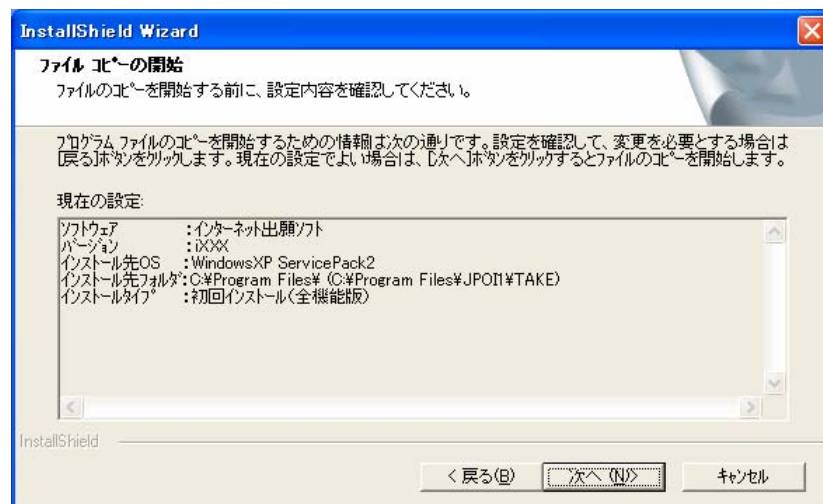 InstallShield Wizard
ファイル コピーの開始
ファイルのコピーを開始する前に、設定内容を確認してください。
プログラム ファイルのコピーを開始するための情報は次の通りです。設定を確認して、変更を必要とする場合は
[戻る]ボタンをクリックします。現在の設定でよい場合は、[次へ]ボタンをクリックするとファイルのコピーを開始します。
現在の設定:
ソフトウェア :インターネット出願ソフト
バージョン :iXXX
インストール先OS :WindowsXP ServicePack2
インストール先フォルダ:C:¥Program Files¥ (C:¥Program Files¥JPOI1¥TAKE)
インストールタイプ :初回インストール(全機能版)
InstallShield
< 戻る(B) 次へ (N)> キャンセル